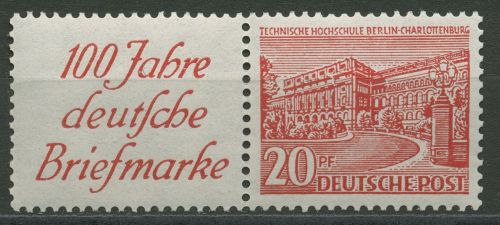 100 Jahre
deutſche
Briefmarke
TECHNISCHE HOCHSCHULE BERLIN-CHARLOTTENBURG
20 PF
DEUTSCHE POST